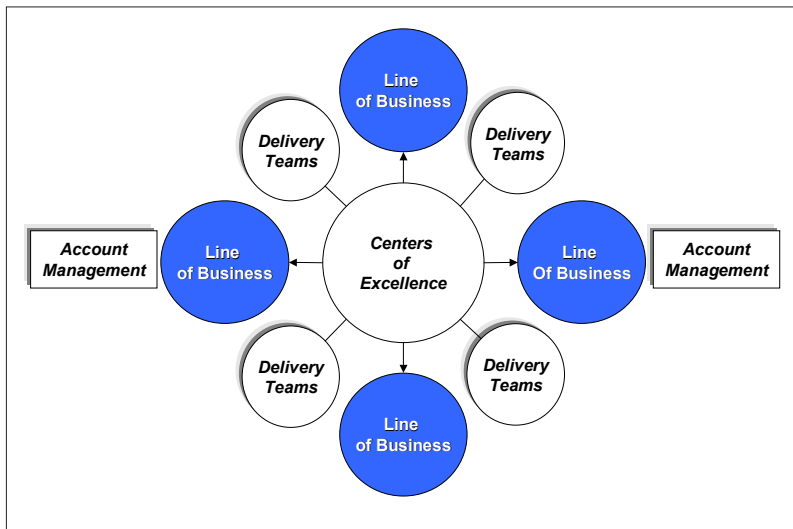 Line
of Business
Delivery
Teams
Delivery
Teams
Account
Management
Line
of Business
Centers
of
Excellence
Line
Of Business
Account
Management
Delivery
Teams
Delivery
Teams
Line
of Business